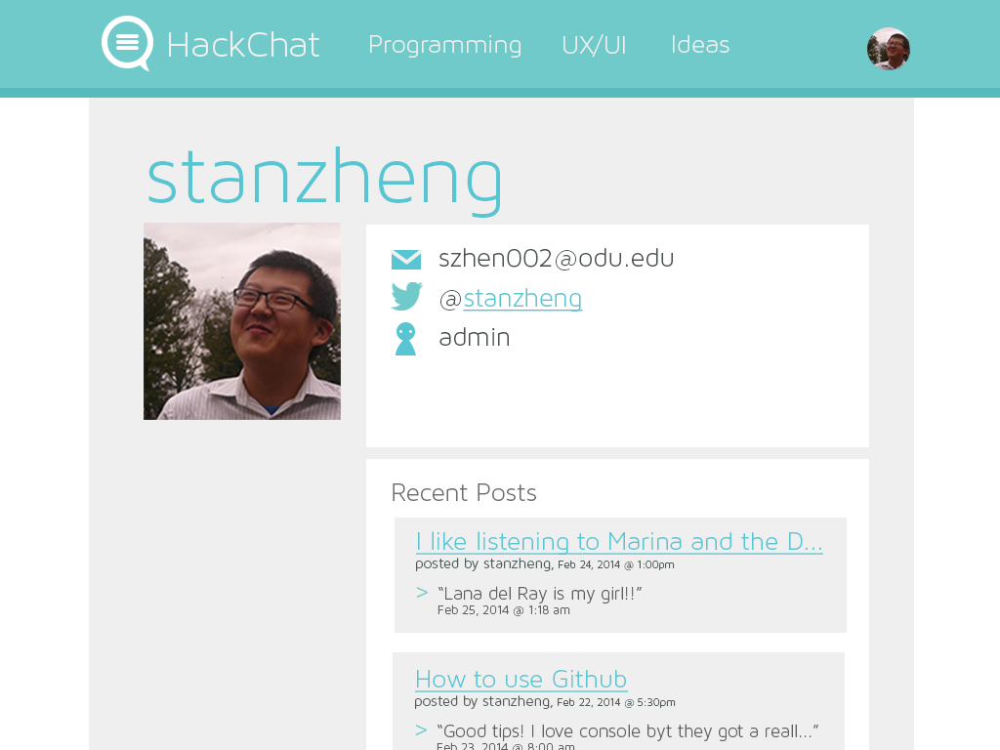 HackChat Programming UX/UI Ideas
stanzheng
szhen002@odu.edu
@stanzheng
admin
Recent Posts
I like listening to Marina and the D...
posted by stanzheng, Feb 24, 2014 @ 1:00pm
> “Lana del Ray is my girl!!”
Feb 25, 2014 @ 1:18 am
How to use Github
posted by stanzheng, Feb 22, 2014 @ 5:30pm
> “Good tips! I love console byt they got a reall...”
Feb 23, 2014 @ 8:00 am